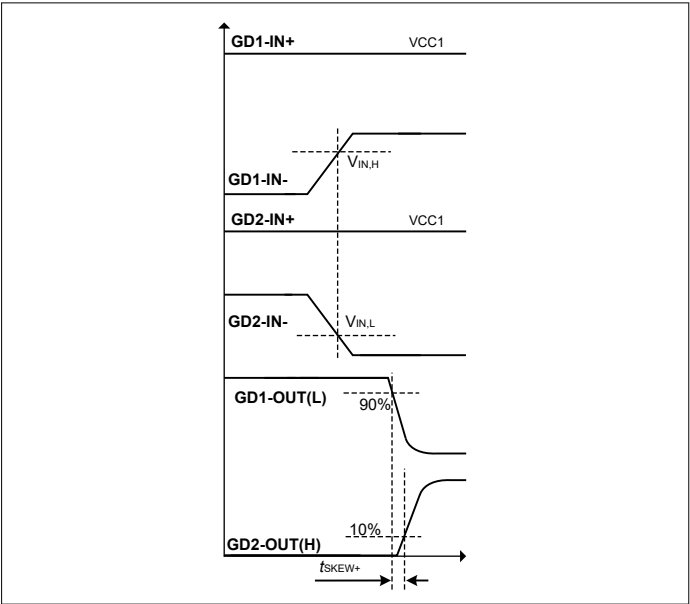 GD1-IN+ VCC1
VIN,H
GD1-IN-
GD2-IN+ VCC1
GD2-IN- VIN,L
GD1-OUT(L)
90%
10%
GD2-OUT(H)
tSKEW+